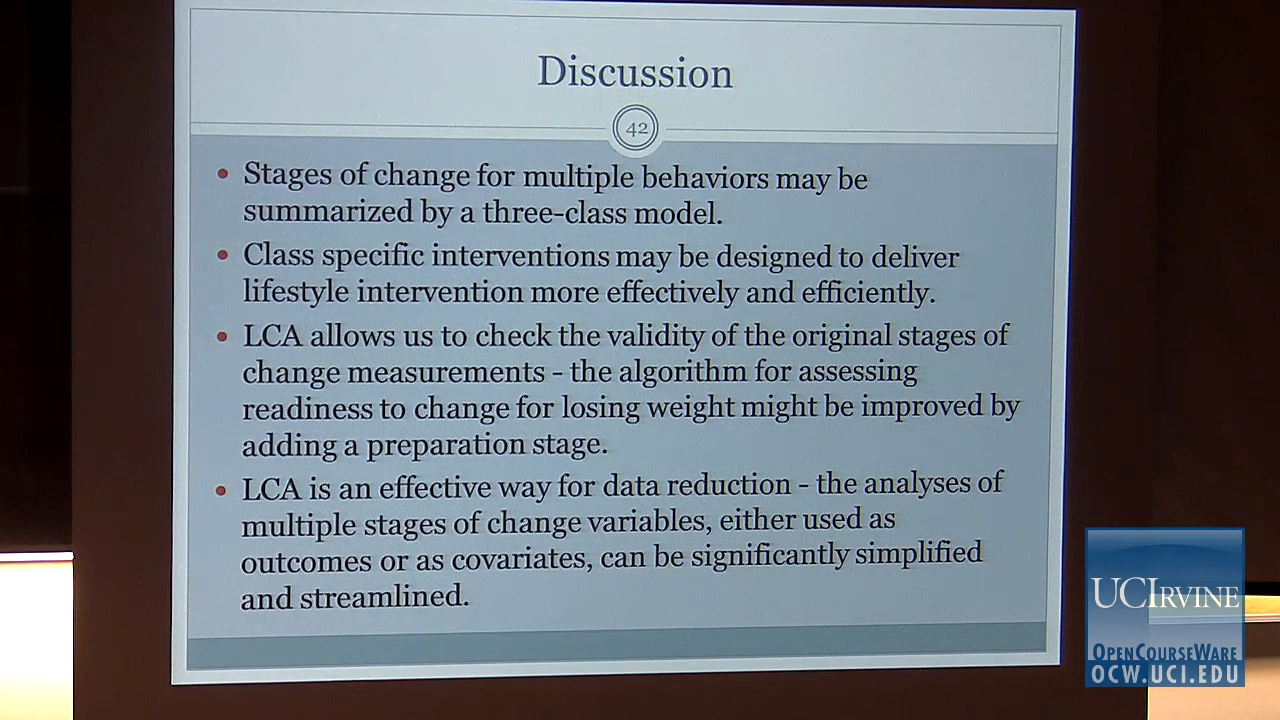 Discussion
42
• Stages of change for multiple behaviors may be
summarized by a three-class model.
• Class specific interventions may be designed to deliver
lifestyle intervention more effectively and efficiently.
• LCA allows us to check the validity of the original stages of
change measurements - the algorithm for assessing
readiness to change for losing weight might be improved by
adding a preparation stage.
• LCA is an effective way for data reduction - the analyses of
multiple stages of change variables, either used as
outcomes or as covariates, can be significantly simplified
and streamlined.
UCIRVINE
OPENCOURSEWARE
OCW.UCI.EDU